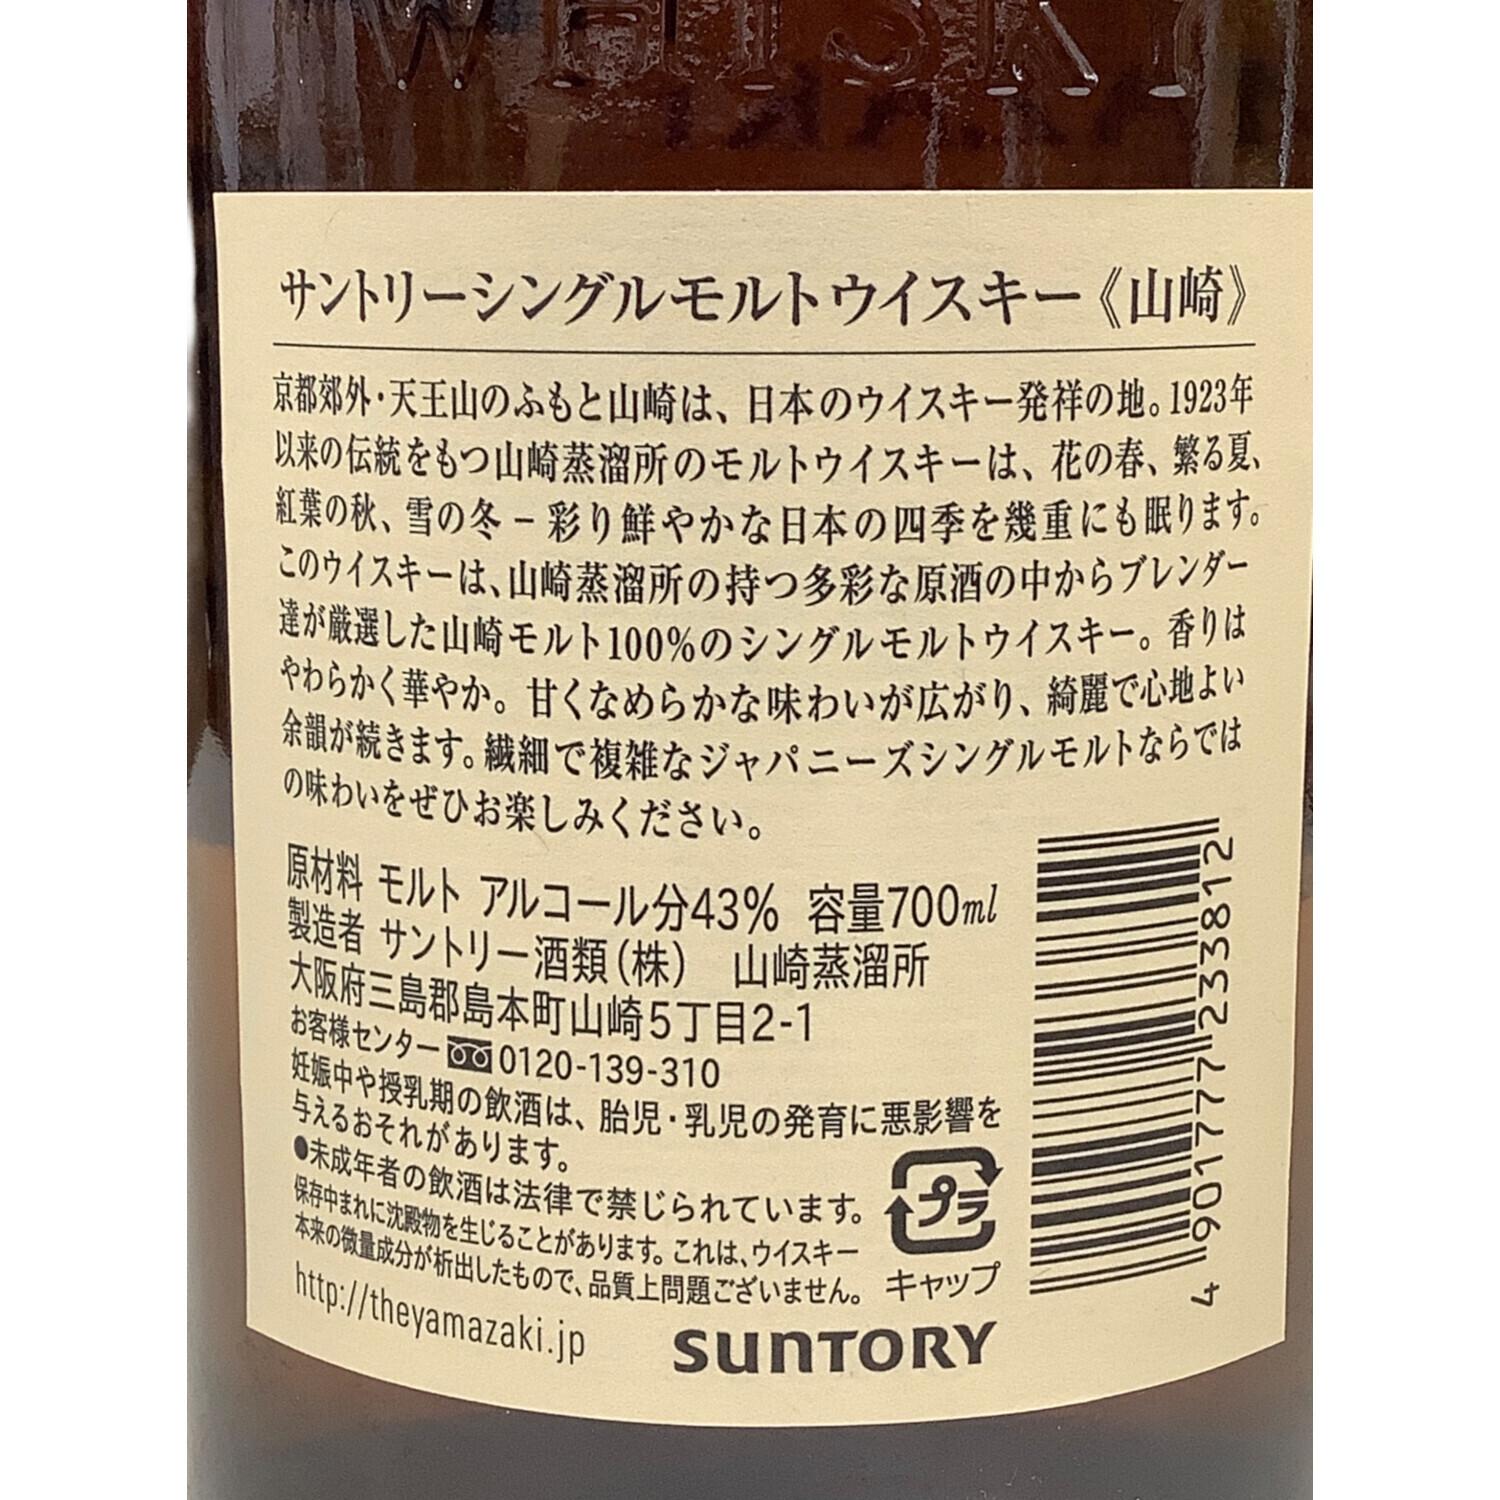 WHISKY
サントリーシングルモルトウイスキー《山崎》
京都郊外・天王山のふもと山崎は、日本のウイスキー発祥の地。1923年
以来の伝統をもつ山崎蒸溜所のモルトウイスキーは、花の春、繁る夏、
紅葉の秋、雪の冬－彩り鮮やかな日本の四季を幾重にも眠ります。
このウイスキーは、山崎蒸溜所の持つ多彩な原酒の中からブレンダー
達が厳選した山崎モルト100%のシングルモルトウイスキー。香りは
やわらかく華やか。甘くなめらかな味わいが広がり、綺麗で心地よい
余韻が続きます。繊細で複雑なジャパニーズシングルモルトならでは
の味わいをぜひお楽しみください。
原材料 モルト アルコール分43% 容量700ml
製造者 サントリー酒類(株) 山崎蒸溜所
大阪府三島郡島本町山崎5丁目2-1
お客様センター 0120-139-310
妊娠中や授乳期の飲酒は、胎児・乳児の発育に悪影響を
与えるおそれがあります。
●未成年者の飲酒は法律で禁じられています。
保存中まれに沈殿物を生じることがあります。これは、ウイスキー
本来の微量成分が析出したもので、品質上問題ございません。
プラ
キャップ
http://theyamazaki.jp
SUNTORY
4901777233812